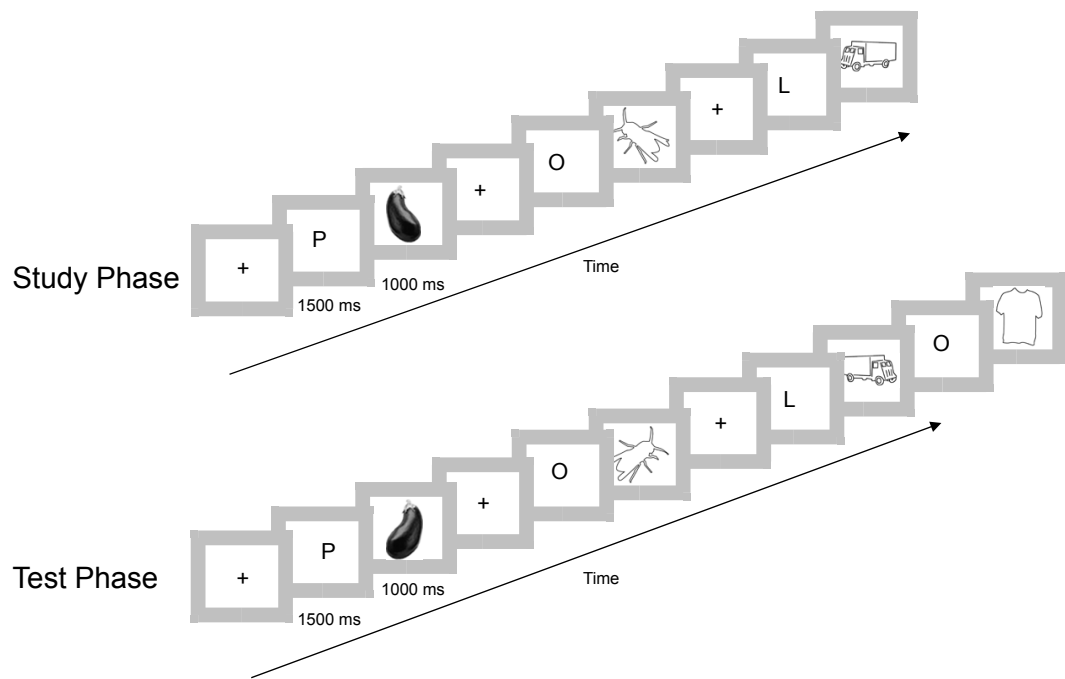 +
P
+
O
+
L
Study Phase
1500 ms
1000 ms
Time
+
P
+
O
+
L
O
Test Phase
1500 ms
1000 ms
Time